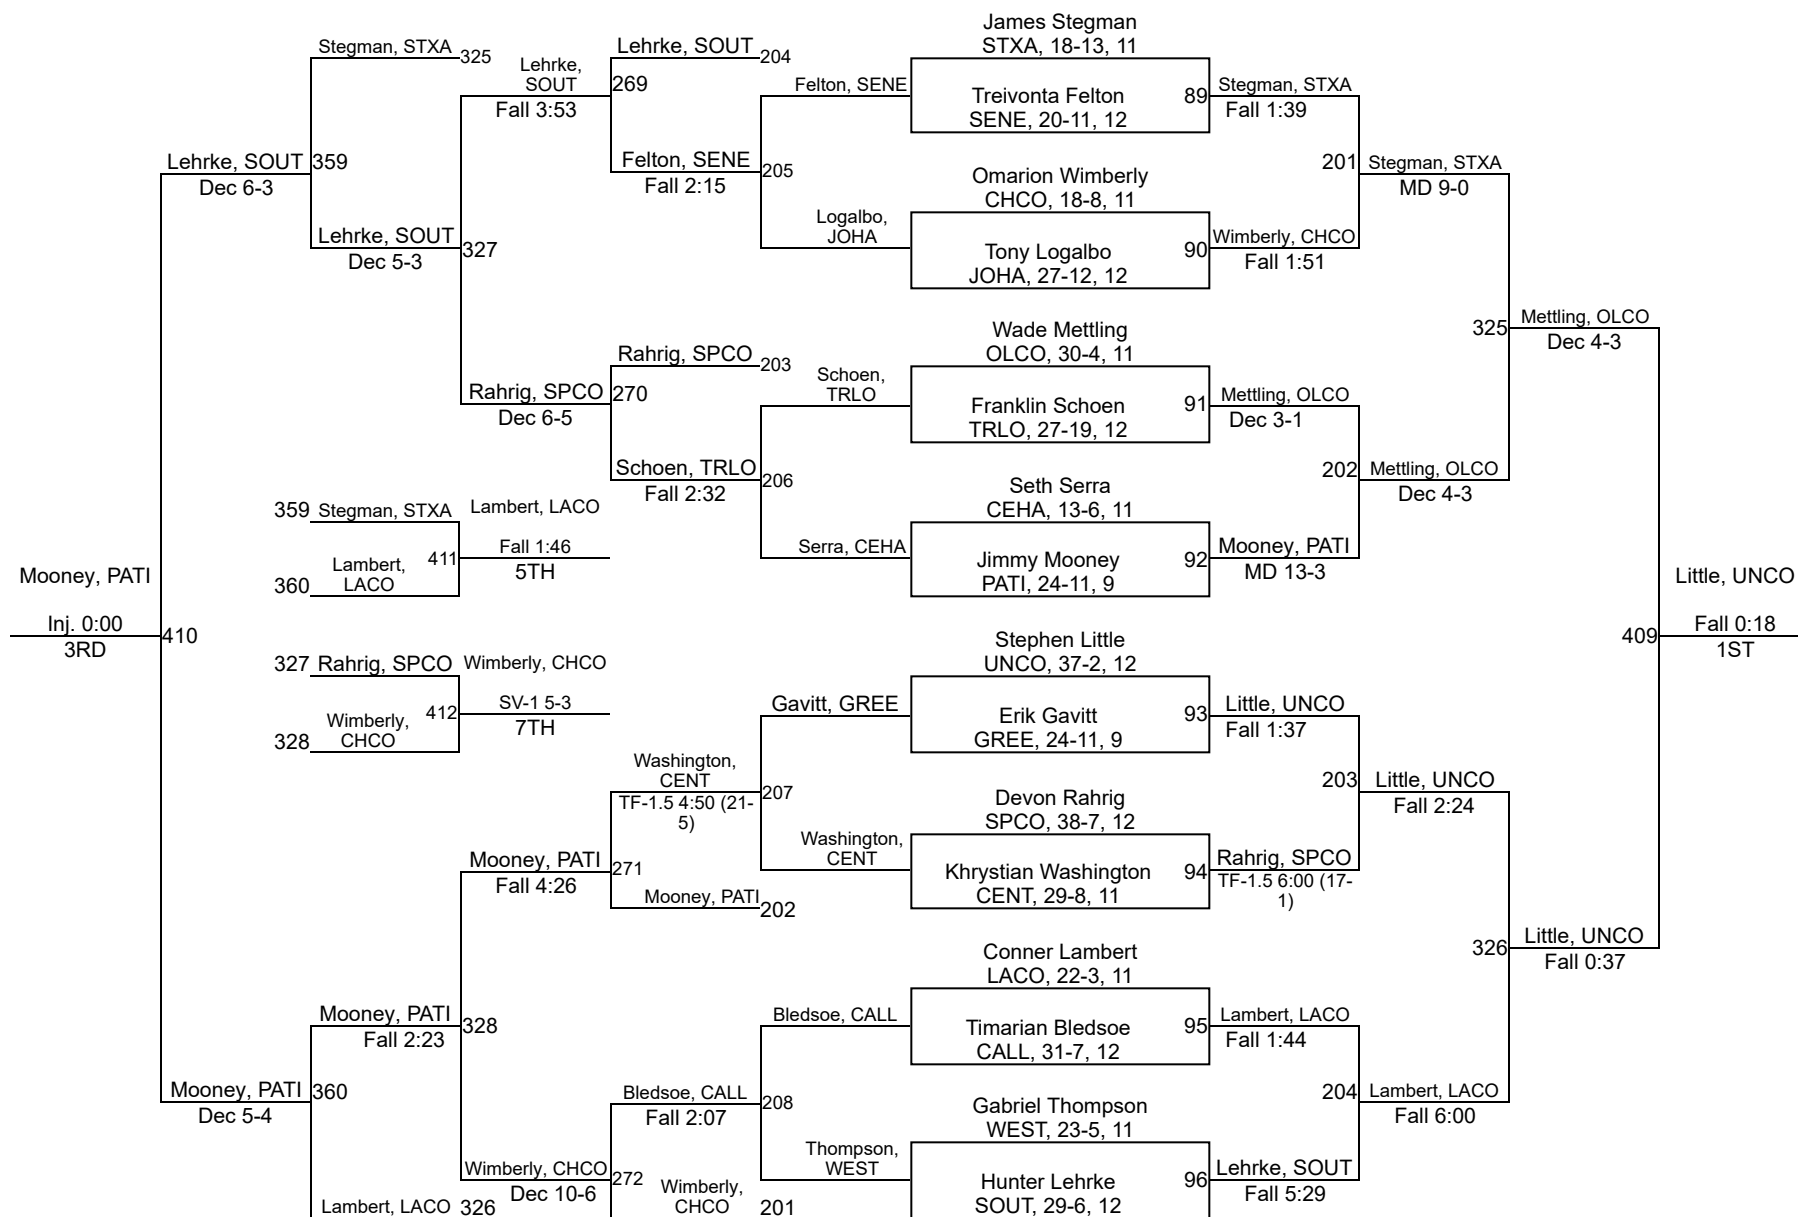 James Stegman
STXA, 18-13, 11
Stegman, STXA
325
Lehrke,
SOUT
Fall 3:53
Lehrke, SOUT
204
269
Felton, SENE
Treivonta Felton
SENE, 20-11, 12
89
Stegman, STXA
Fall 1:39
Lehrke, SOUT
359
Dec 6-3
Felton, SENE
205
Fall 2:15
Omarion Wimberly
CHCO, 18-8, 11
201
Stegman, STXA
MD 9-0
Lehrke, SOUT
327
Dec 5-3
Logalbo,
JOHA
Tony Logalbo
JOHA, 27-12, 12
90
Wimberly, CHCO
Fall 1:51
Wade Mettling
OLCO, 30-4, 11
325
Mettling, OLCO
Dec 4-3
Rahrig, SPCO
203
Rahrig, SPCO
270
Dec 6-5
Schoen,
TRLO
Franklin Schoen
TRLO, 27-19, 12
91
Mettling, OLCO
Dec 3-1
Schoen, TRLO
206
Fall 2:32
202
Mettling, OLCO
Dec 4-3
Seth Serra
CEHA, 13-6, 11
359
Stegman, STXA
Lambert, LACO
Lambert,
LACO
360
411
Fall 1:46
5TH
Serra, CEHA
Jimmy Mooney
PATI, 24-11, 9
92
Mooney, PATI
MD 13-3
Mooney, PATI
Inj. 0:00
3RD
410
Little, UNCO
409
Fall 0:18
1ST
Stephen Little
UNCO, 37-2, 12
327
Rahrig, SPCO
Wimberly, CHCO
Wimberly,
CHCO
328
412
SV-1 5-3
7TH
Gavitt, GREE
Erik Gavitt
GREE, 24-11, 9
93
Little, UNCO
Fall 1:37
Washington,
CENT
TF-1.5 4:50 (21-
5)
207
203
Little, UNCO
Fall 2:24
Devon Rahrig
SPCO, 38-7, 12
Mooney, PATI
271
Fall 4:26
Mooney, PATI
202
Washington,
CENT
Khrystian Washington
CENT, 29-8, 11
94
Rahrig, SPCO
TF-1.5 6:00 (17-
1)
Conner Lambert
LACO, 22-3, 11
326
Little, UNCO
Fall 0:37
Mooney, PATI
328
Fall 2:23
Bledsoe, CALL
Timarian Bledsoe
CALL, 31-7, 12
95
Lambert, LACO
Fall 1:44
Mooney, PATI
360
Dec 5-4
Bledsoe, CALL
208
Fall 2:07
Gabriel Thompson
WEST, 23-5, 11
204
Lambert, LACO
Fall 6:00
Wimberly, CHCO
272
Dec 10-6
Thompson,
WEST
Hunter Lehrke
SOUT, 29-6, 12
96
Lehrke, SOUT
Fall 5:29
Lambert, LACO
326
Wimberly,
CHCO
201